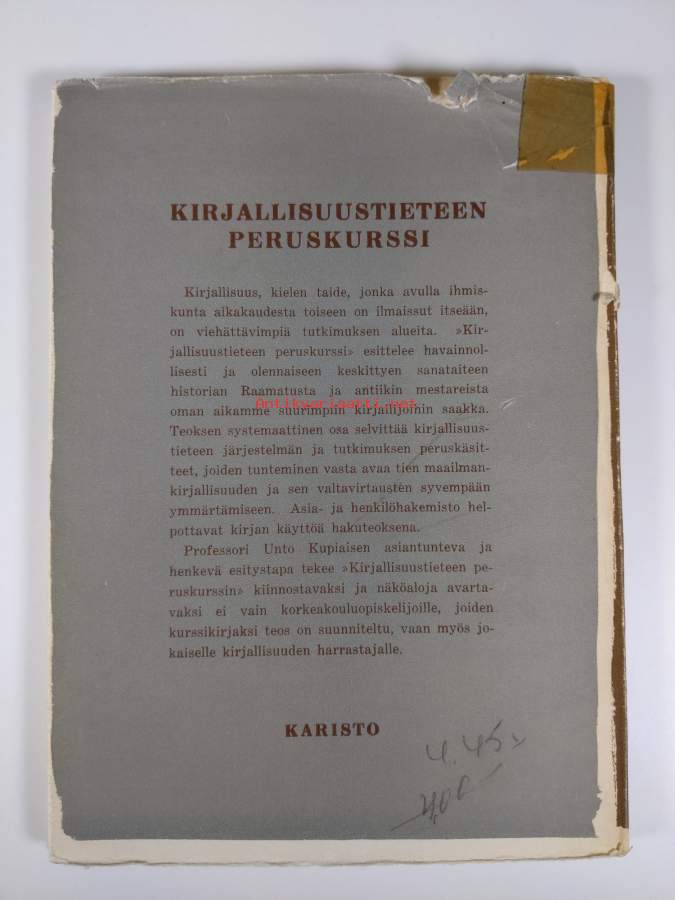 KIRJALLISUUSTIETEEN
PERUSKURSSI
Kirjallisuus, kielen taide, jonka avulla ihmis-
kunta aikakaudesta toiseen on ilmaissut itseään,
on viehättävimpiä tutkimuksen alueita. »Kir-
jallisuustieteen peruskurssi» esittelee havainnol-
lisesti ja olennaiseen keskittyen sanataiteen
historian Raamatusta ja antiikin mestareista
Antikvariaatti.net
oman aikamme suurimpiin kirjailijoihin saakka.
Teoksen systemaattinen osa selvittää kirjallisuus-
tieteen järjestelmän ja tutkimuksen peruskäsit-
teet, joiden tunteminen vasta avaa tien maailman-
kirjallisuuden ja sen valtavirtausten syvempään
ymmärtämiseen. Asia- ja henkilöhakemisto hel-
pottavat kirjan käyttöä hakuteoksena.
Professori Unto Kupiaisen asiantunteva ja
henkevä esitystapa tekee »Kirjallisuustieteen pe-
ruskurssin» kiinnostavaksi ja näköaloja avarta-
vaksi ei vain korkeakouluopiskelijoille, joiden
kurssikirjaksi teos on suunniteltu, vaan myös jo-
kaiselle kirjallisuuden harrastajalle.
KARISTO
4.45